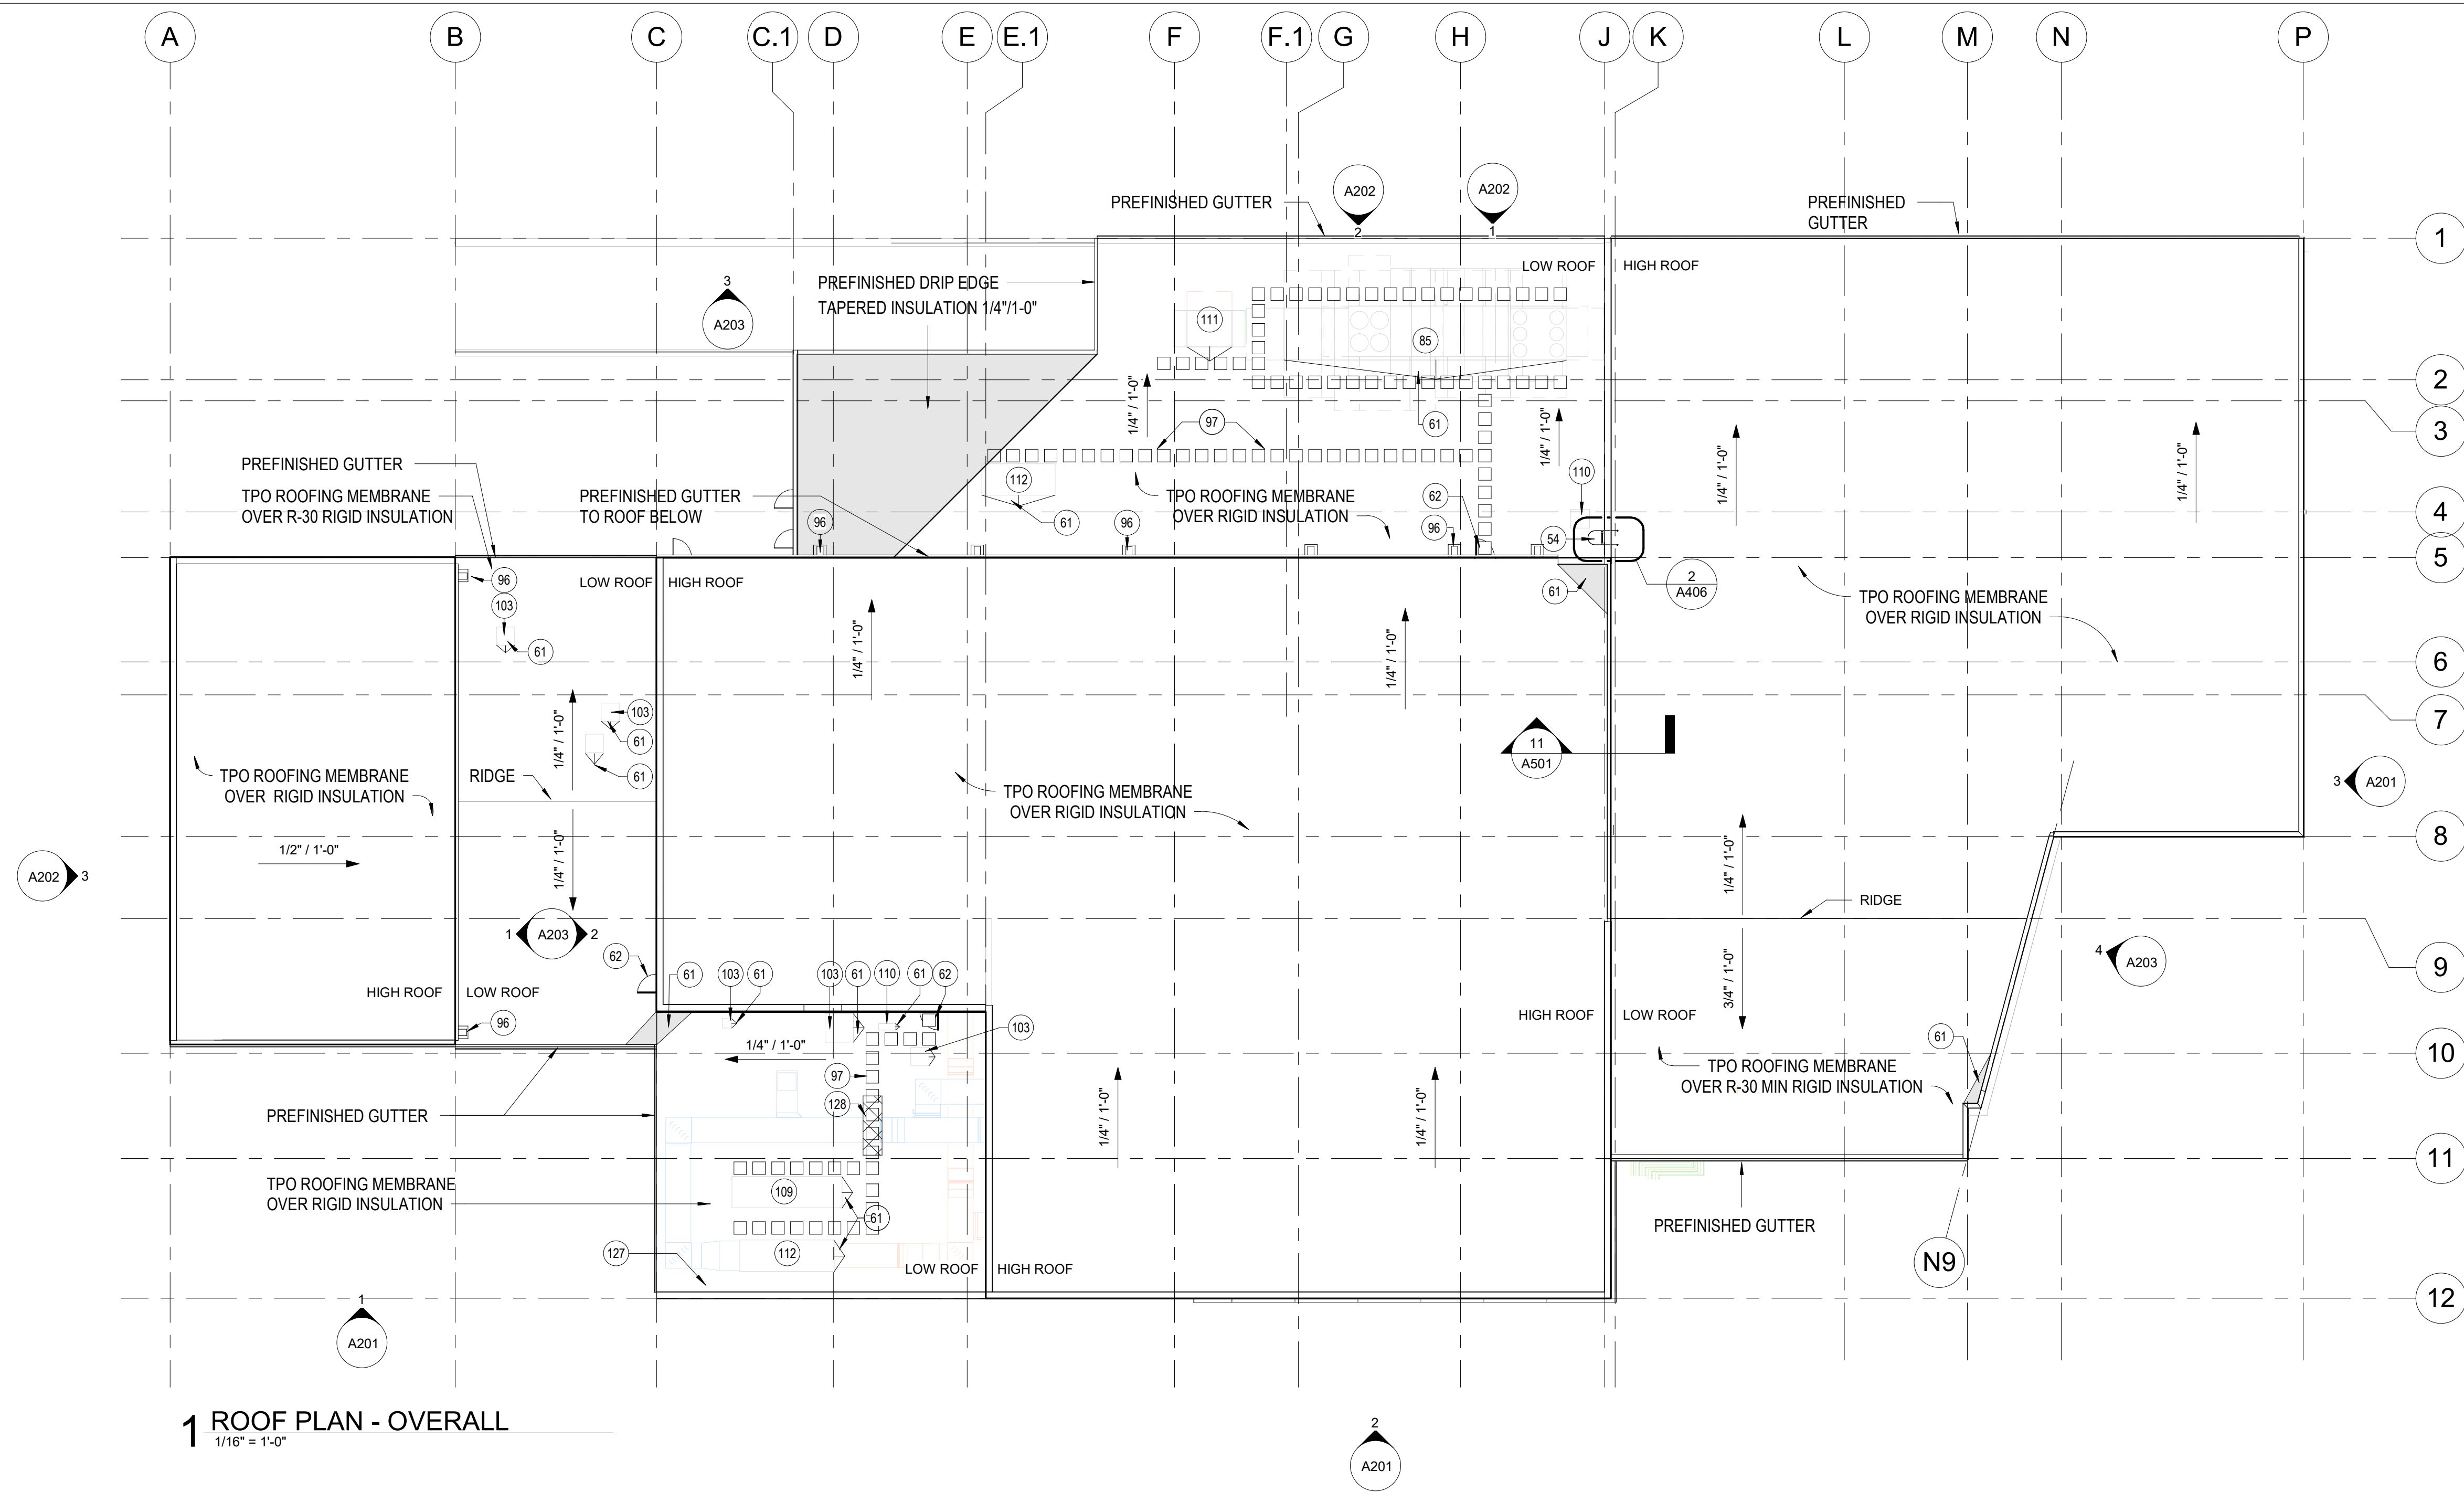 A
B
C
C.1
D
E
E.1
F
F.1
G
H
J
K
L
M
N
P
PREFINISHED GUTTER
A202
2
A202
1
PREFINISHED
GUTTER
1
LOW ROOF
HIGH ROOF
3
A203
PREFINISHED DRIP EDGE
TAPERED INSULATION 1/4"/1-0"
111
85
2
1/4" / 1'-0"
97
61
1/4" / 1'-0"
1/4" / 1'-0"
1/4" / 1'-0"
3
PREFINISHED GUTTER
TPO ROOFING MEMBRANE
OVER R-30 RIGID INSULATION
PREFINISHED GUTTER
TO ROOF BELOW
112
61
TPO ROOFING MEMBRANE
OVER RIGID INSULATION
62
110
96
96
96
54
4
5
LOW ROOF
HIGH ROOF
96
103
61
61
2
A406
TPO ROOFING MEMBRANE
OVER RIGID INSULATION
1/4" / 1'-0"
1/4" / 1'-0"
6
103
61
61
1/4" / 1'-0"
7
11
A501
TPO ROOFING MEMBRANE
OVER RIGID INSULATION
RIDGE
TPO ROOFING MEMBRANE
OVER RIGID INSULATION
3
A201
1/2" / 1'-0"
1/4" / 1'-0"
1/4" / 1'-0"
8
A202
3
RIDGE
1
A203
2
4
A203
62
61
103
61
103
61
110
61
62
3/4" / 1'-0"
9
HIGH ROOF
LOW ROOF
HIGH ROOF
LOW ROOF
96
103
1/4" / 1'-0"
61
10
97
TPO ROOFING MEMBRANE
OVER R-30 MIN RIGID INSULATION
128
PREFINISHED GUTTER
1/4" / 1'-0"
1/4" / 1'-0"
11
TPO ROOFING MEMBRANE
OVER RIGID INSULATION
109
61
PREFINISHED GUTTER
127
112
LOW ROOF
HIGH ROOF
N9
12
1
A201
1 ROOF PLAN - OVERALL
1/16" = 1'-0"
2
A201